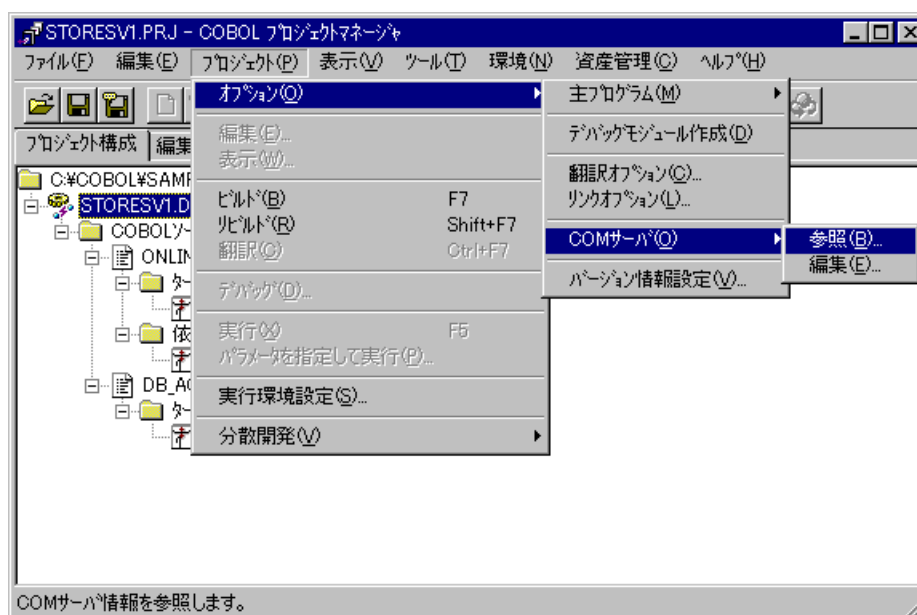 STORESV1.PRJ - COBOL プロジェクトマネージャ
ファイル(F) 編集(E) プロジェクト(P) 表示(V) ツール(T) 環境(N) 資産管理(C) ヘルプ(H)
プロジェクト構成 編集
C:¥COBOL¥SAMP
STORESV1.D
COBOLソー
ONLIN
ター
依
DB_AC
ター
オプション(O)
編集(E)...
表示(W)...
ビルド(B) F7
リビルド(R) Shift+F7
翻訳(C) Ctrl+F7
デバッグ(D)...
実行(X) F5
パラメータを指定して実行(P)...
実行環境設定(S)...
分散開発(V)
主プログラム(M)
デバッグモジュール作成(D)
翻訳オプション(C)...
リンクオプション(L)...
COMサーバ(O)
バージョン情報設定(V)...
参照(B)...
編集(E)...
COMサーバ情報を参照します。